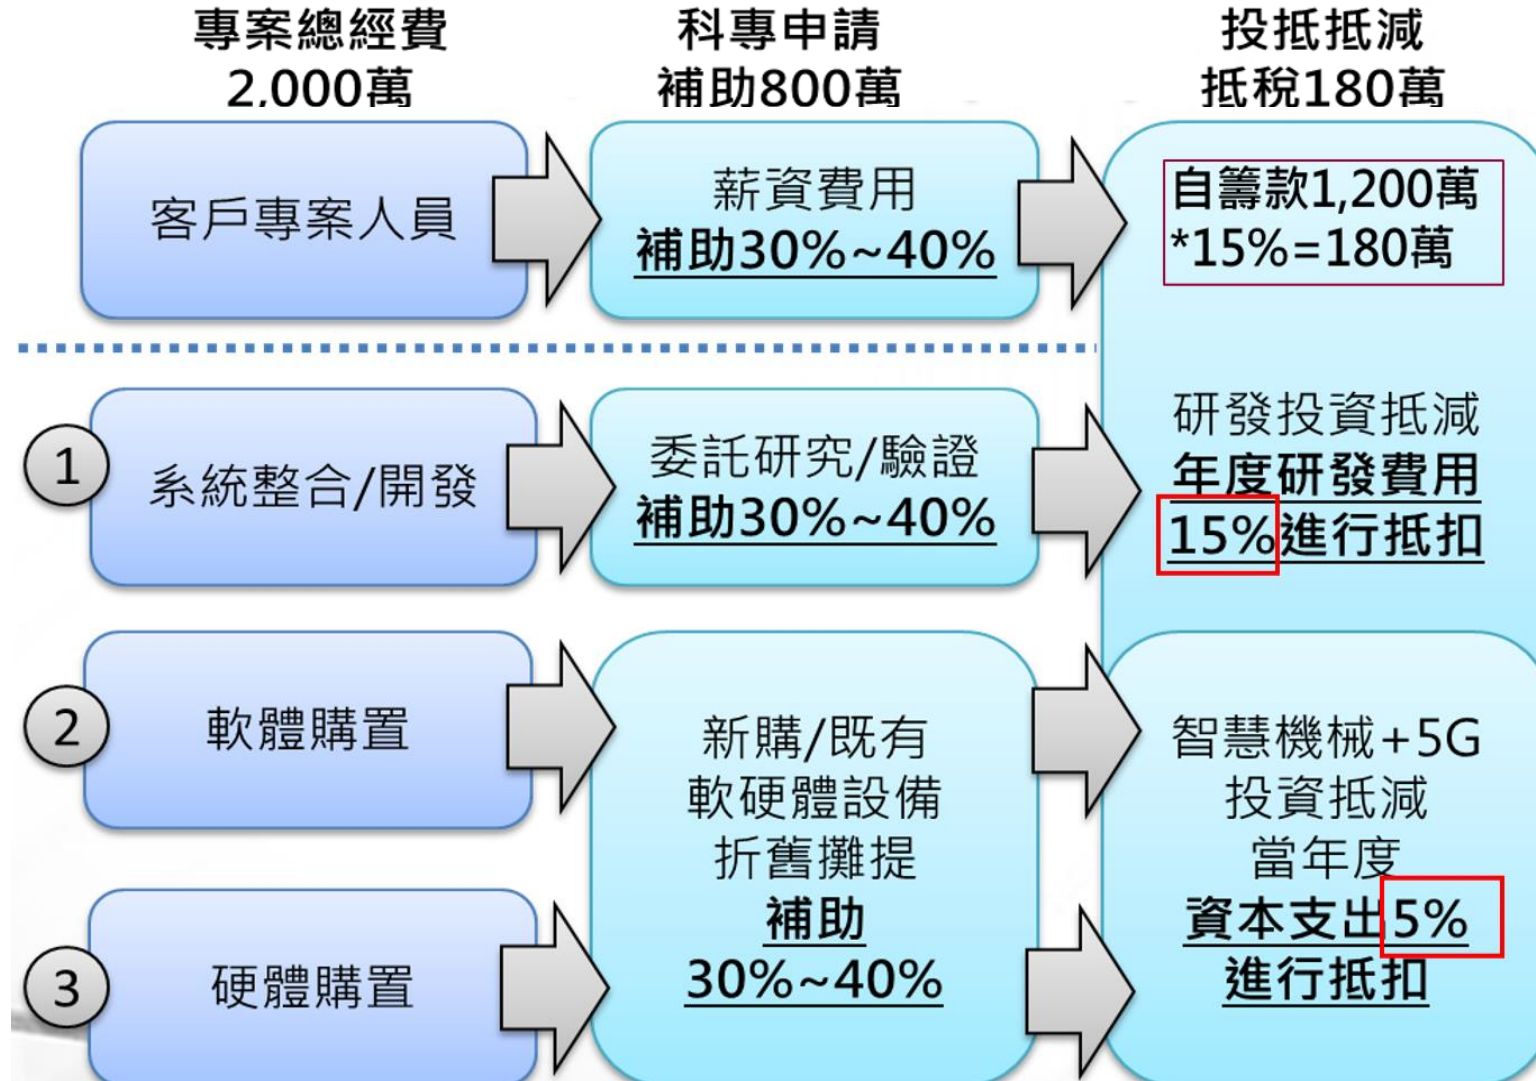 專案總經費
2,000萬
科專申請
補助800萬
投抵抵減
抵稅180萬
客戶專案人員
薪資費用
補助30%~40%
自籌款1,200萬
*15%=180萬
1
系統整合/開發
委託研究/驗證
補助30%~40%
研發投資抵減
年度研發費用
15%進行抵扣
2
軟體購置
新購/既有
軟硬體設備
折舊攤提
補助
30%~40%
智慧機械+5G
投資抵減
當年度
資本支出5%
進行抵扣
3
硬體購置